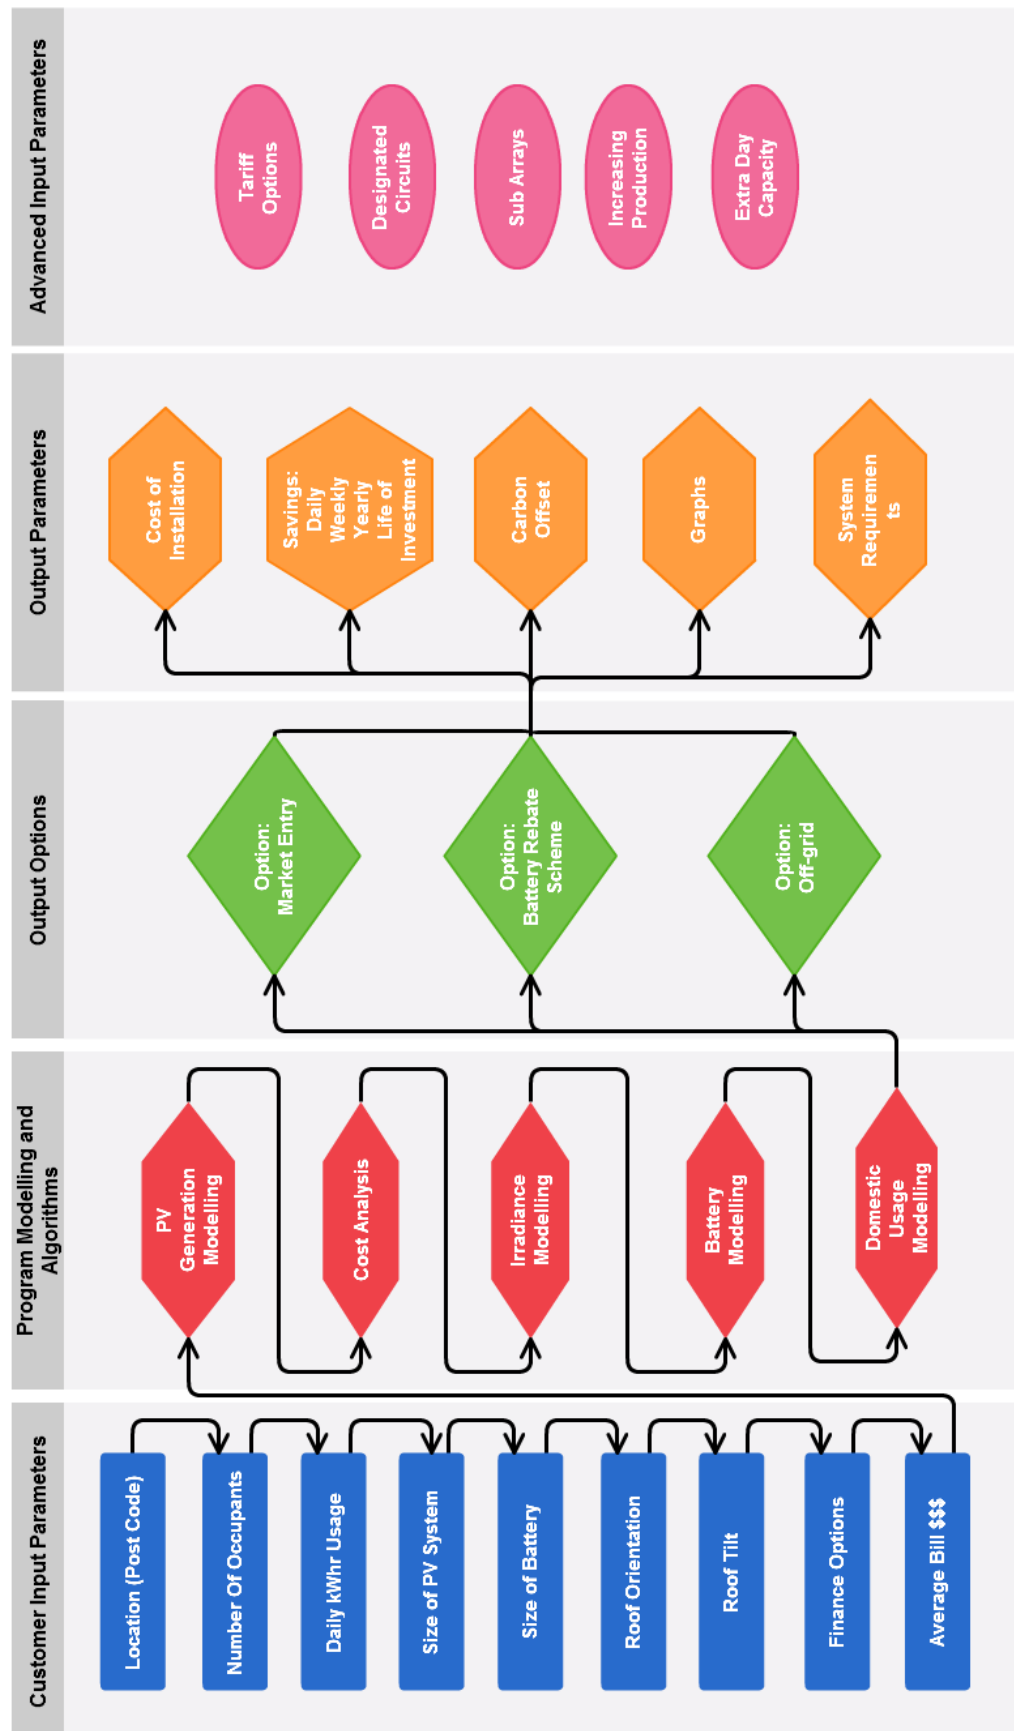 Customer Input Parameters
Location (Post Code)
Number Of Occupants
Daily kWhr Usage
Size of PV System
Size of Battery
Roof Orientation
Roof Tilt
Finance Options
Average Bill $$$
Program Modelling and
Algorithms
PV
Generation
Modelling
Cost Analysis
Irradiance
Modelling
Battery
Modelling
Domestic
Usage
Modelling
Output Options
Option:
Market Entry
Option:
Battery Rebate
Scheme
Option:
Off-grid
Output Parameters
Cost of
Installation
Savings:
Daily
Weekly
Yearly
Life of
Investment
Carbon
Offset
Graphs
System
Requiremen
ts
Advanced Input Parameters
Tariff
Options
Designated
Circuits
Sub Arrays
Increasing
Production
Extra Day
Capacity